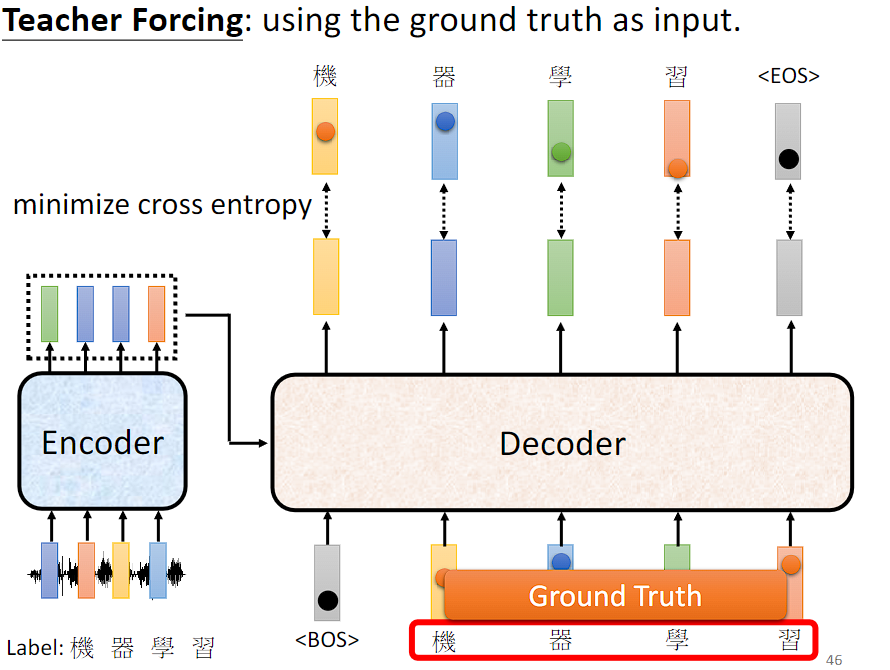 Teacher Forcing: using the ground truth as input.
機 器 學 習 <EOS>
minimize cross entropy
Encoder
Decoder
Ground Truth
Label: 機 器 學 習
<BOS> 機 器 學 習
46